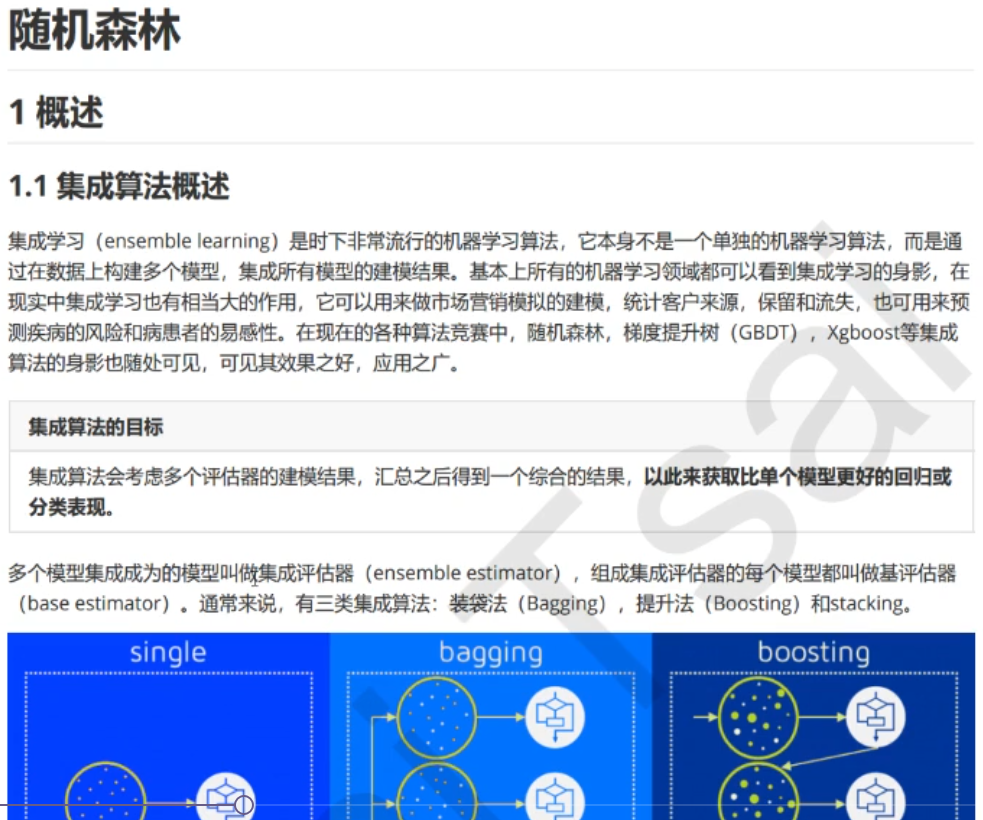 随机森林
1 概述
1.1 集成算法概述
集成学习（ensemble learning）是时下非常流行的机器学习算法，它本身不是一个单独的机器学习算法，而是通
过在数据上构建多个模型，集成所有模型的建模结果。基本上所有的机器学习领域都可以看到集成学习的身影，在
现实中集成学习也有相当大的作用，它可以用来做市场营销模拟的建模，统计客户来源，保留和流失，也可用来预
测疾病的风险和病患者的易感性。在现在的各种算法竞赛中，随机森林，梯度提升树（GBDT），Xgboost等集成
算法的身影也随处可见，可见其效果之好，应用之广。
集成算法的目标
集成算法会考虑多个评估器的建模结果，汇总之后得到一个综合的结果，以此来获取比单个模型更好的回归或
分类表现。
多个模型集成成为的模型叫做集成评估器（ensemble estimator），组成集成评估器的每个模型都叫做基评估器
（base estimator）。通常来说，有三类集成算法：装袋法（Bagging），提升法（Boosting）和stacking。
single
bagging
boosting
Tsai